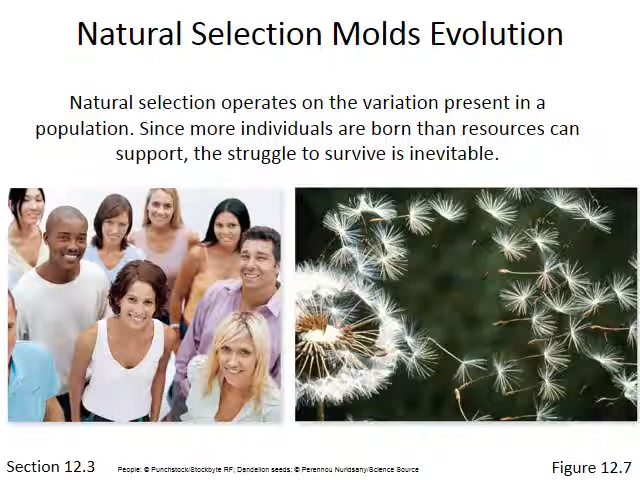 Natural Selection Molds Evolution
Natural selection operates on the variation present in a
population. Since more individuals are born than resources can
support, the struggle to survive is inevitable.
Section 12.3
People: © Punchstock/Stockbyte RF; Dandelion seeds: © Perennou Nuridsany/Science Source
Figure 12.7